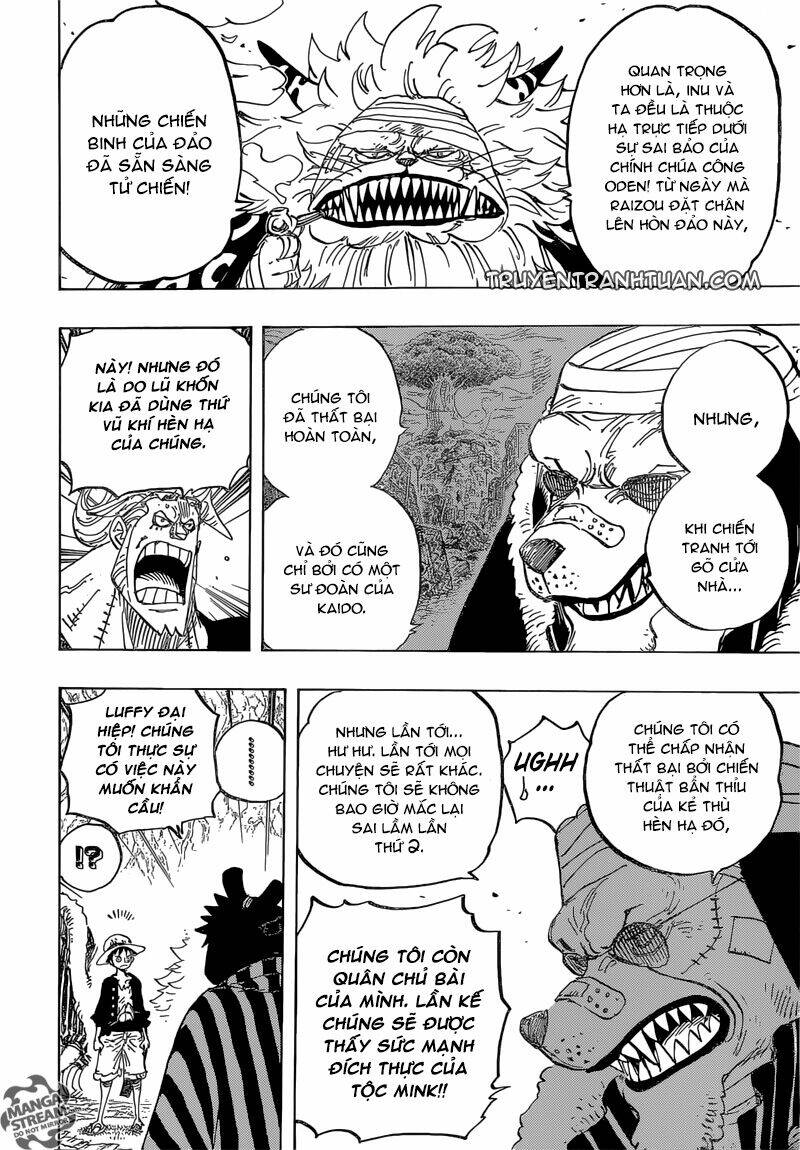 QUAN TRỌNG
HƠN LÀ, INU VÀ
TA ĐỀU LÀ THUỘC
HẠ TRỰC TIẾP DƯỚI
SỰ SAI BẢO CỦA
CHÍNH CHÚA CÔNG
ODEN! TỪ NGÀY MÀ
RAIZOU ĐẶT CHÂN
LÊN HÒN ĐẢO NÀY,
NHỮNG CHIẾN
BINH CỦA ĐẢO
ĐÃ SẴN SÀNG
TỬ CHIẾN!
TRUYENTRANHTUAN.COM
NHƯNG,
KHI CHIẾN
TRANH TỚI
GÕ CỬA
NHÀ...
CHÚNG TÔI
ĐÃ THẤT BẠI
HOÀN TOÀN,
VÀ ĐÓ CŨNG
CHỈ BỞI CÓ MỘT
SƯ ĐOÀN CỦA
KAIDO.
NÀY! NHƯNG ĐÓ
LÀ DO LŨ KHỐN
KIA ĐÃ DÙNG THỨ
VŨ KHÍ HÈN HẠ
CỦA CHÚNG.
CHÚNG TÔI CÓ
THỂ CHẤP NHẬN
THẤT BẠI BỞI CHIẾN
THUẬT BẨN THỈU
CỦA KẺ THÙ
HÈN HẠ ĐÓ,
UGHH
...
NHƯNG LẦN TỚI...
HƯ HƯ. LẦN TỚI MỌI
CHUYỆN SẼ RẤT KHÁC.
CHÚNG TÔI SẼ KHÔNG
BAO GIỜ MẮC LẠI
SAI LẦM LẦN
THỨ 2.
CHÚNG TÔI CÒN
QUÂN CHỦ BÀI
CỦA MÌNH. LẦN KẾ
CHÚNG SẼ ĐƯỢC
THẤY SỨC MẠNH
ĐÍCH THỰC CỦA
TỘC MINK!!
.........
LUFFY ĐẠI
HIỆP! CHÚNG
TÔI THỰC SỰ
CÓ VIỆC NÀY
MUỐN KHẨN
CẦU!
!?
MANGA
STREAM
DO NOT MIRROR